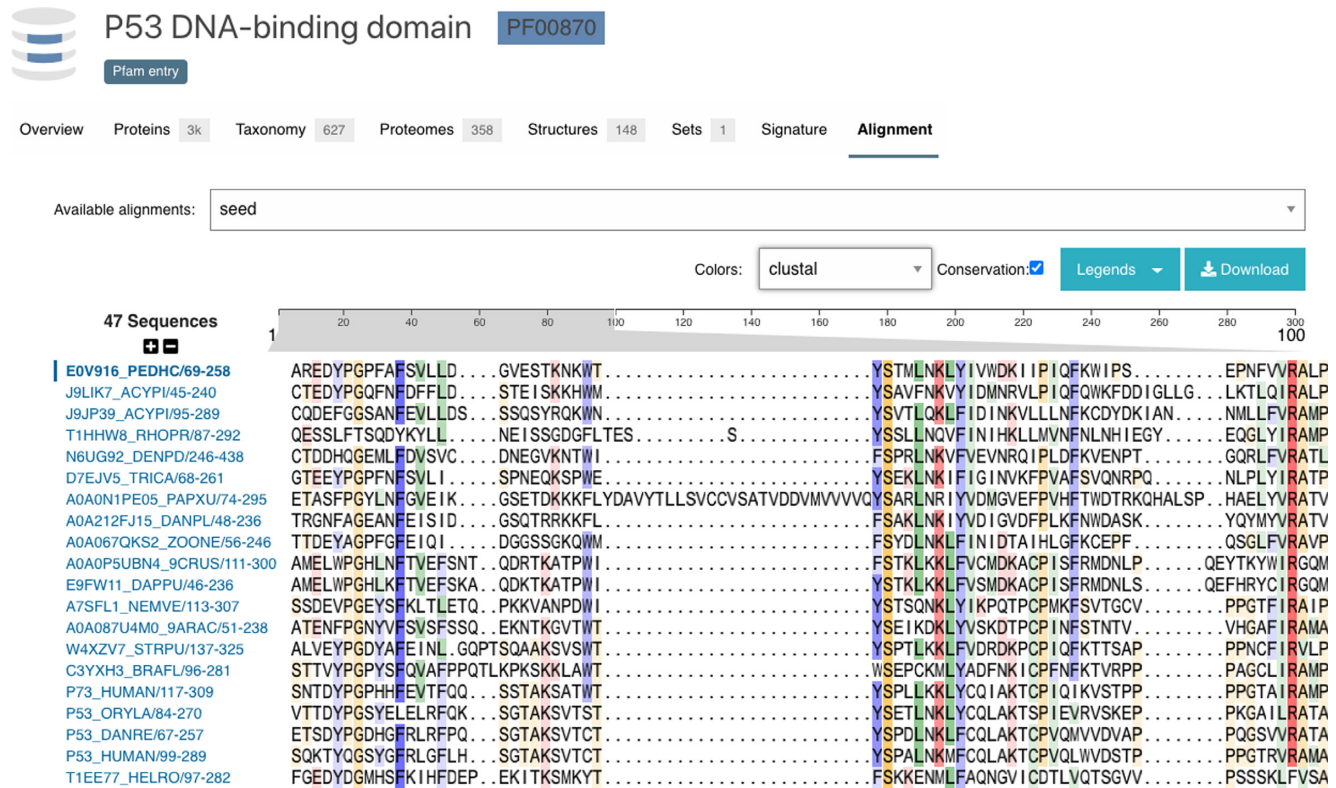 P53 DNA-binding domain PF00870
Pfam entry
Overview Proteins 3k Taxonomy 627 Proteomes 358 Structures 148 Sets 1 Signature Alignment
Available alignments: seed
Colors: clustal Conservation: Legends Download
47 Sequences
20 40 60 80 100 120 140 160 180 200 220 240 260 280 300
1 100
E0V916_PEDHC/69-258 AREDYPGPFAFSVLLD....GVESTKNKWT..........................YSTMLNKLYIVWDKIIPIQFKWIPS.........EPNFVVRALP
J9LIK7_ACYPI/45-240 CTEDYPGQFNFDFFLD....STEISKKHWT..........................YSAVFNKVYIDMNRVLPIQFQWKFDDIGLLG...LKTLQIRALP
J9JP39_ACYPI/95-289 CQDEFGGSANFEVLLDS...SSQSYRQKWN..........................YSVTLQKLFIDINKVLLLNFKCDYDKIAN.....NMLLFVRAMP
T1HHW8_RHOPR/87-292 QESSLFTSQDYKYLL.....NEISSGDGFLTES.........S.............YSSLLNQVFINIHKLLMVNFNLNHIEGY......EQGLYIRAMP
N6UG92_DENPD/246-438 CTDDHQGEMLFDVSVC....DNEGVKNTWI..........................FSPRLNKVFVEVNRQIPLDFKVENPT........GQRLFVRATL
D7EJV5_TRICA/68-261 GTEEYPGPFNFSVLI.....SPNEQKSPWE..........................YSEKLNKIFIGINVKFPVAFSVQNRPQ.......NLPLYIRATP
A0A0N1PE05_PAPXU/74-295 ETASFPGYLNFGVEIK....GSETDKKKFLYDAVYTLLSVCCVSATVDDVMVVVVQYSARLNRIYVDMGVEFPVHFTWDTRKQHALSP..HAELYVRATV
A0A212FJ15_DANPL/48-236 TRGNFAGEANFEISID....GSQTRRKKFL..........................FSAKLNKIYVDIGVDFPLKFNWDASK........YQYMYVRATV
A0A067QKS2_ZOONE/56-246 TTDEYAGPFGFEIQI.....DGGSSGKQWM..........................FSYDLNKLFINIDTAIHLGFKCEPF.........QSGLFVRAVP
A0A0P5UBN4_9CRUS/111-300 AMELWPGHLNFTVEFSNT..QDRTKATPWI..........................YSTKLKKLFVSMDKACPISFRMDNLP......QEYTKYWIRGQM
E9FW11_DAPPU/46-236 AMELWPGHLKFTVEFSKA..QDKTKATPWI..........................FSTKLKKLFVSMDKACPISFRMDNLS......QEFHRYCIRGQM
A7SFL1_NEMVE/113-307 SSDEVPGEYSFKLTLETQ..PKKVANPDWI..........................YSTSQNKLYIKPQTPCPMKFSVTGCV........PPGTFIRAIP
A0A087U4M0_9ARAC/51-238 ATENFPGNYVFSVSFSSQ..EKNTKGVTWT..........................YSEIKDKLYVSKDTPCPINFSTNTV.........VHGAFIRAMA
W4XZV7_STRPU/137-325 ALVEYPGDYAFEINL.GQPTSQAAKSVSWT..........................YSPTLKKLFVDRDKPCPIQFKTTSAP........PPNCFIRVLP
C3YXH3_BRAFL/96-281 STTVYPGPYSFQVAFPPQTLKPKSKKLAWT..........................WSEPCKMLYADFNKICPFNFKTVRPP........PAGCLIRAMP
P73_HUMAN/117-309 SNTDYPGPHHFEVTFQQ...SSTAKSATWT..........................YSPLLKKLYCQIAKTCPIQIKVSTPP........PPGTAIRAMP
P53_ORYLA/84-270 VTTDYPGSYELELRFQK...SGTAKSVTST..........................YSETLNKLYCQLAKTSPIEVRVSKEP........PKGAILRATA
P53_DANRE/67-257 ETSDYPGDHGFRLRFPQ...SGTAKSVTCT..........................YSPDLNKLFCQLAKTCPVQMVVDVAP........PQGSVVRATA
P53_HUMAN/99-289 SQKTYQGSYGFRLGFLH...SGTAKSVTCT..........................YSPALNKMFCQLAKTCPVQLWVDSTP........PPGTRVRAMA
T1EE77_HELRO/97-282 FGEDYDGMHSFKIHFDEP..EKITKSMKYT..........................FSKKENMLFAQNGVICDTLVQTSGVV........PSSSKLFVSA